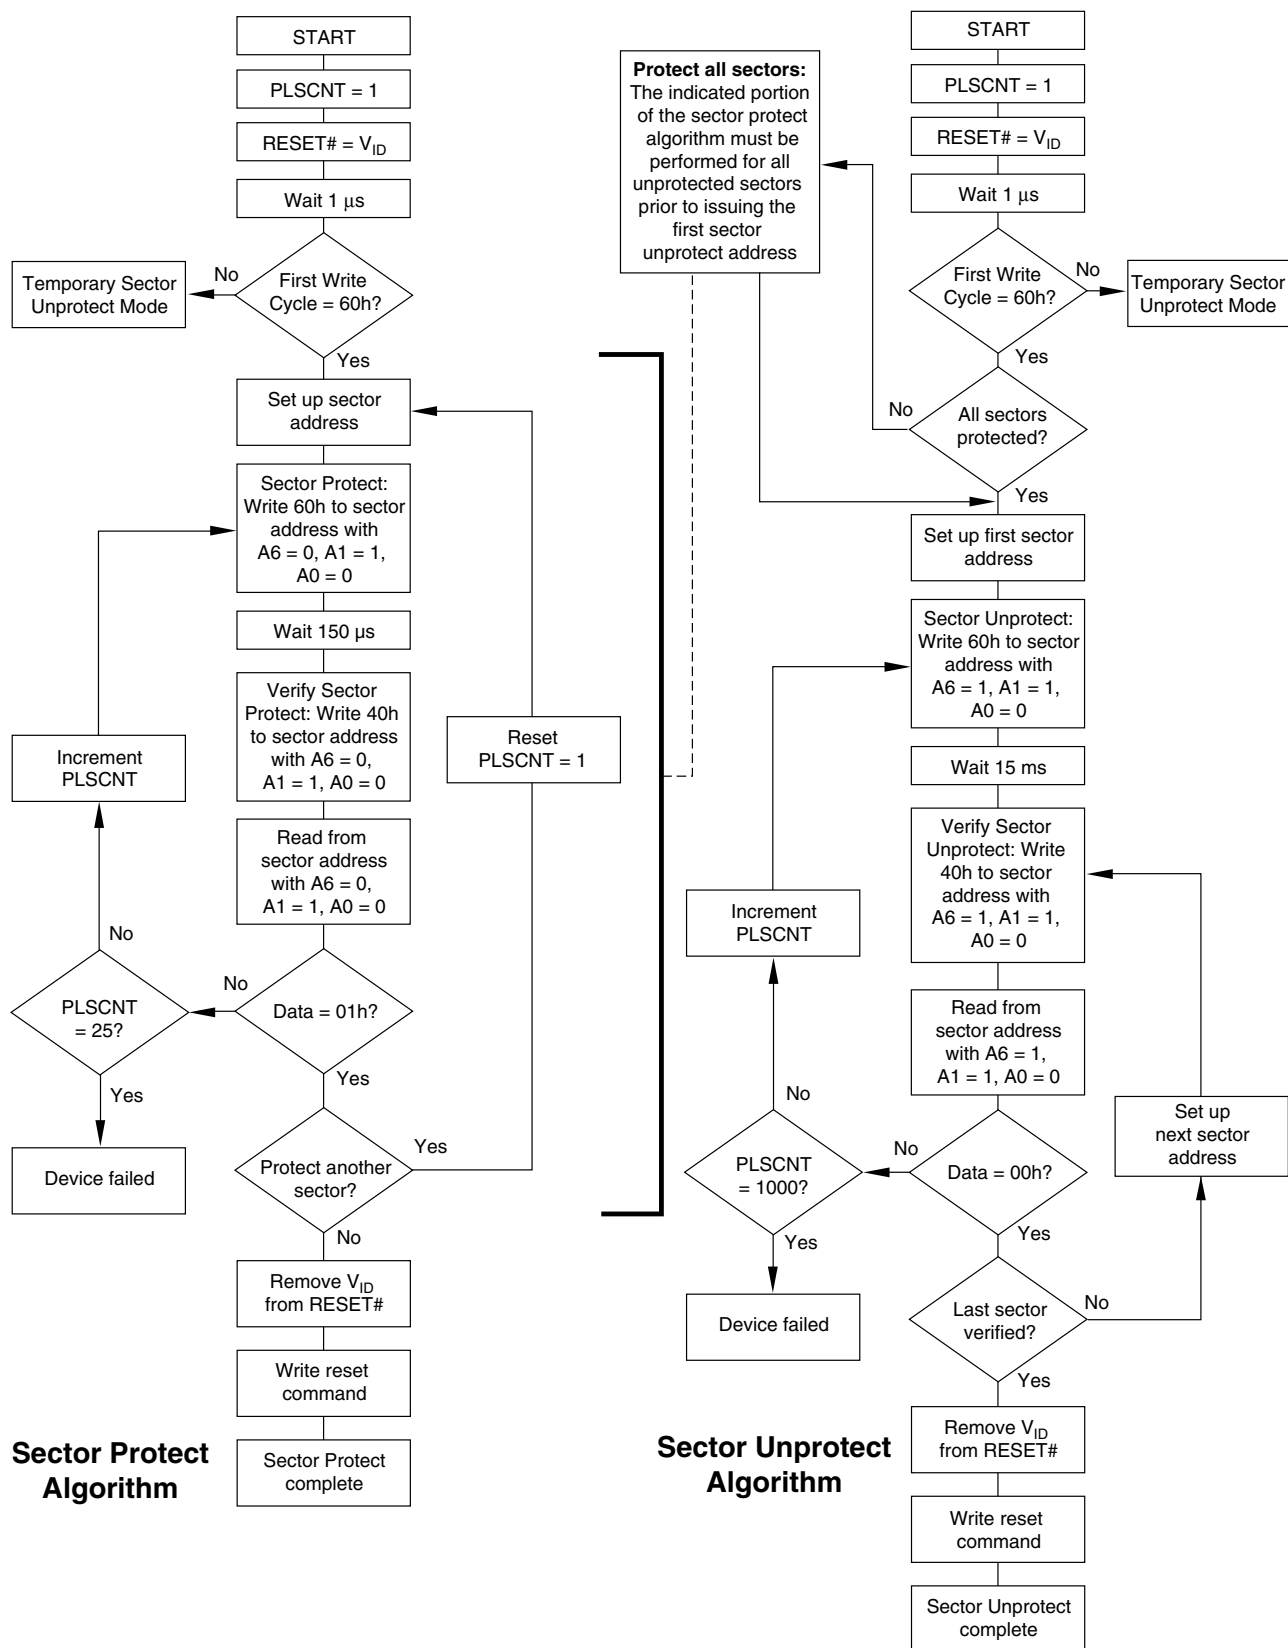 START
PLSCNT = 1
RESET# = VID
Wait 1 μs
First Write
Cycle = 60h?
No
Temporary Sector
Unprotect Mode
Yes
Set up sector
address
Sector Protect:
Write 60h to sector
address with
A6 = 0, A1 = 1,
A0 = 0
Wait 150 µs
Verify Sector
Protect: Write 40h
to sector address
with A6 = 0,
A1 = 1, A0 = 0
Read from
sector address
with A6 = 0,
A1 = 1, A0 = 0
Data = 01h?
No
PLSCNT
= 25?
No
Increment
PLSCNT
Yes
Device failed
Yes
Protect another
sector?
Yes
Reset
PLSCNT = 1
No
Remove VID
from RESET#
Write reset
command
Sector Protect
complete
Sector Protect
Algorithm
Protect all sectors:
The indicated portion
of the sector protect
algorithm must be
performed for all
unprotected sectors
prior to issuing the
first sector
unprotect address
START
PLSCNT = 1
RESET# = VID
Wait 1 μs
First Write
Cycle = 60h?
No
Temporary Sector
Unprotect Mode
Yes
All sectors
protected?
No
Yes
Set up first sector
address
Sector Unprotect:
Write 60h to sector
address with
A6 = 1, A1 = 1,
A0 = 0
Wait 15 ms
Verify Sector
Unprotect: Write
40h to sector
address with
A6 = 1, A1 = 1,
A0 = 0
Read from
sector address
with A6 = 1,
A1 = 1, A0 = 0
Data = 00h?
No
PLSCNT
= 1000?
No
Increment
PLSCNT
Yes
Device failed
Yes
Last sector
verified?
No
Set up
next sector
address
Yes
Remove VID
from RESET#
Write reset
command
Sector Unprotect
complete
Sector Unprotect
Algorithm